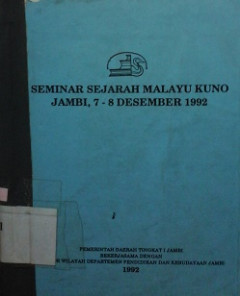 SEMINAR SEJARAH MALAYU KUNO
JAMBI, 7 - 8 DESEMBER 1992
PEMERINTAH DAERAH TINGKAT I JAMBI
BEKERJASAMA DENGAN
WILAYAH DEPARTEMEN PENDIDIKAN DAN KEBUDAYAAN JAMBI
1992